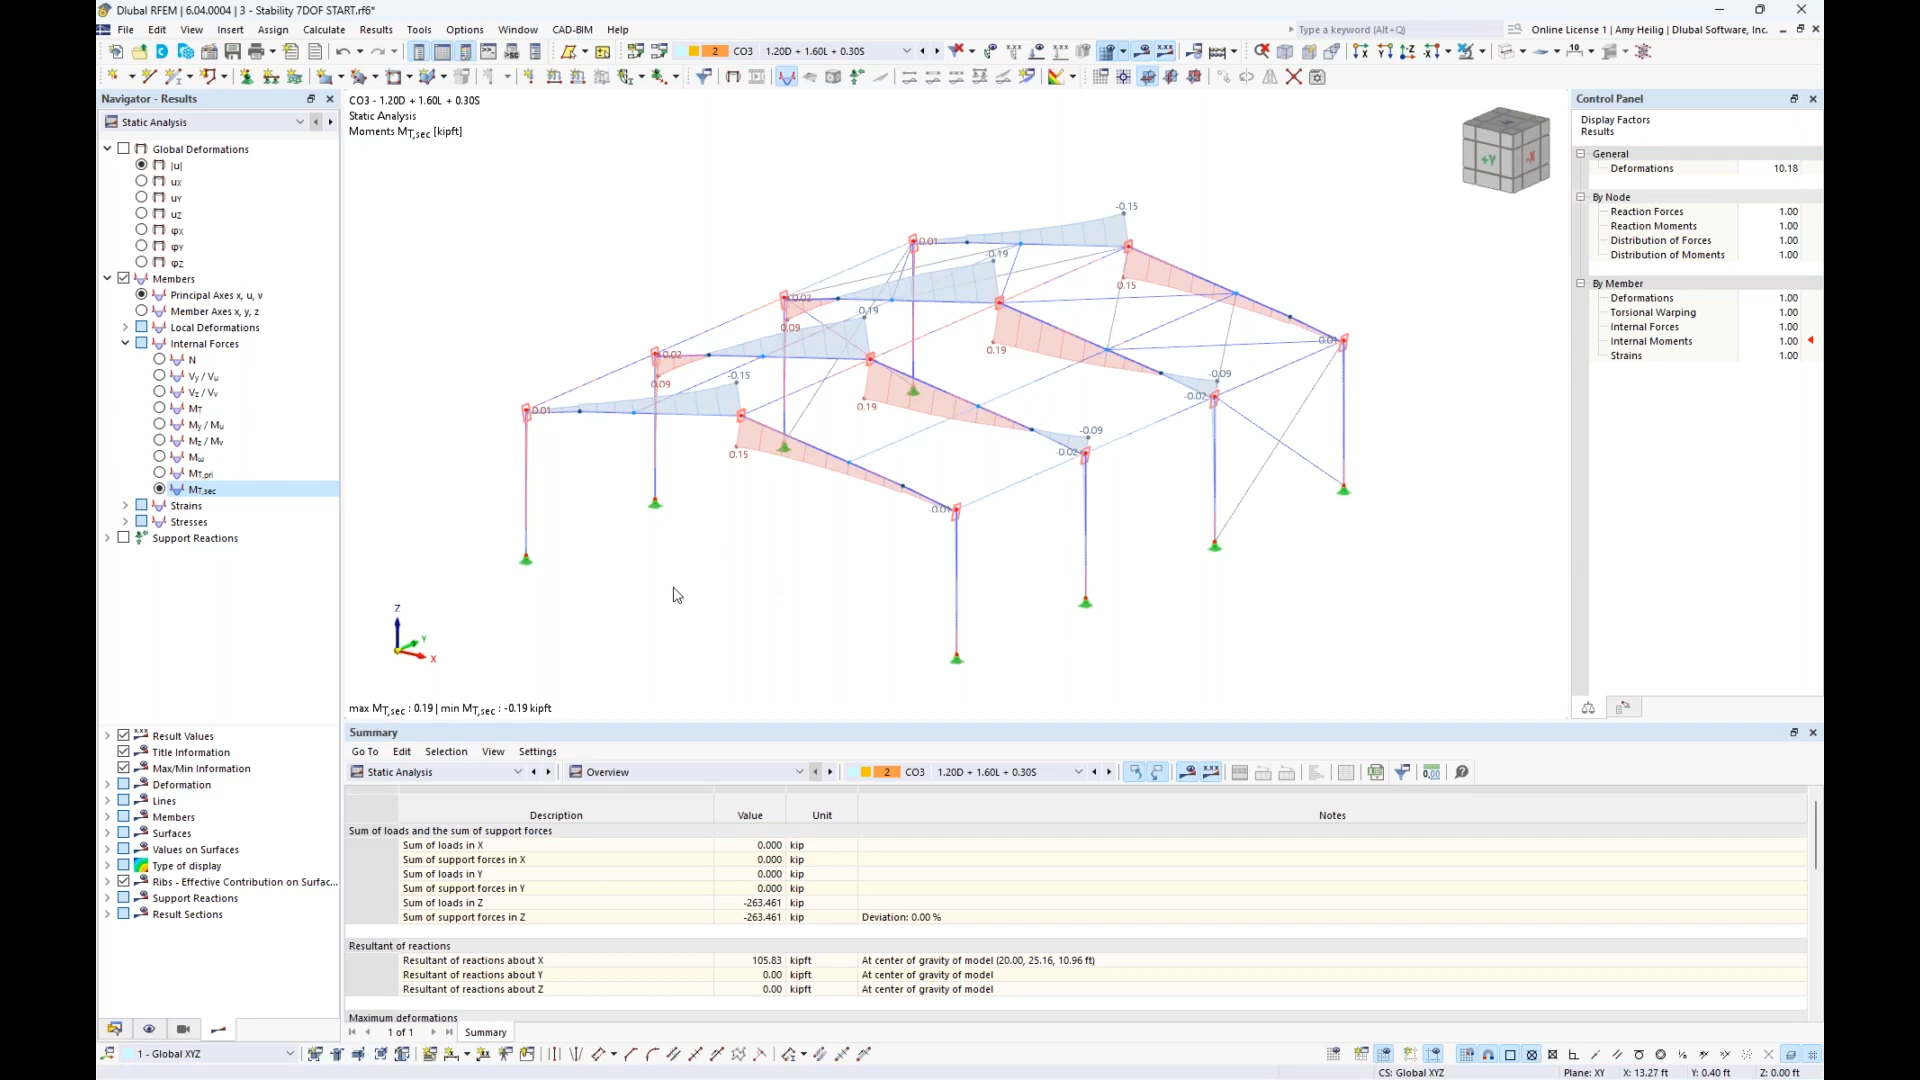 Dlubal RFEM | 6.04.0004 | 3 - Stability 7DOF START.rf6*
File Edit View Insert Assign Calculate Results Tools Options Window CAD-BIM Help
Type a keyword (Alt+Q)
Online License 1 | Amy Heilig | Dlubal Software, Inc.
2 CO3 1.20D + 1.60L + 0.30S
Navigator - Results
Static Analysis
Global Deformations
|u|
uX
uY
uZ
φX
φY
φZ
Members
Principal Axes x, u, v
Member Axes x, y, z
Local Deformations
Internal Forces
N
Vy / Vu
Vz / Vv
MT
My / Mu
Mz / Mv
Mω
MT,pri
MT,sec
Strains
Stresses
Support Reactions
Result Values
Title Information
Max/Min Information
Deformation
Lines
Members
Surfaces
Values on Surfaces
Type of display
Ribs - Effective Contribution on Surfac...
Support Reactions
Result Sections
CO3 - 1.20D + 1.60L + 0.30S
Static Analysis
Moments MT,sec [kipft]
-0.15
0.01
-0.19
0.15
0.02
-0.19
0.09
0.01
0.19
0.02
-0.15
-0.09
0.09
-0.02
0.01
0.19
-0.09
0.15
-0.02
0.01
+Y -X
Z
Y
X
max MT,sec : 0.19 | min MT,sec : -0.19 kipft
Control Panel
Display Factors
Results
General
Deformations 10.18
By Node
Reaction Forces 1.00
Reaction Moments 1.00
Distribution of Forces 1.00
Distribution of Moments 1.00
By Member
Deformations 1.00
Torsional Warping 1.00
Internal Forces 1.00
Internal Moments 1.00
Strains 1.00
Summary
Go To Edit Selection View Settings
Static Analysis Overview 2 CO3 1.20D + 1.60L + 0.30S
Description Value Unit Notes
Sum of loads and the sum of support forces
Sum of loads in X 0.000 kip
Sum of support forces in X 0.000 kip
Sum of loads in Y 0.000 kip
Sum of support forces in Y 0.000 kip
Sum of loads in Z -263.461 kip
Sum of support forces in Z -263.461 kip Deviation: 0.00 %
Resultant of reactions
Resultant of reactions about X 105.83 kipft At center of gravity of model (20.00, 25.16, 10.96 ft)
Resultant of reactions about Y 0.00 kipft At center of gravity of model
Resultant of reactions about Z 0.00 kipft At center of gravity of model
Maximum deformations
1 of 1 Summary
1 - Global XYZ
CS: Global XYZ Plane: XY X: 13.27 ft Y: 0.40 ft Z: 0.00 ft